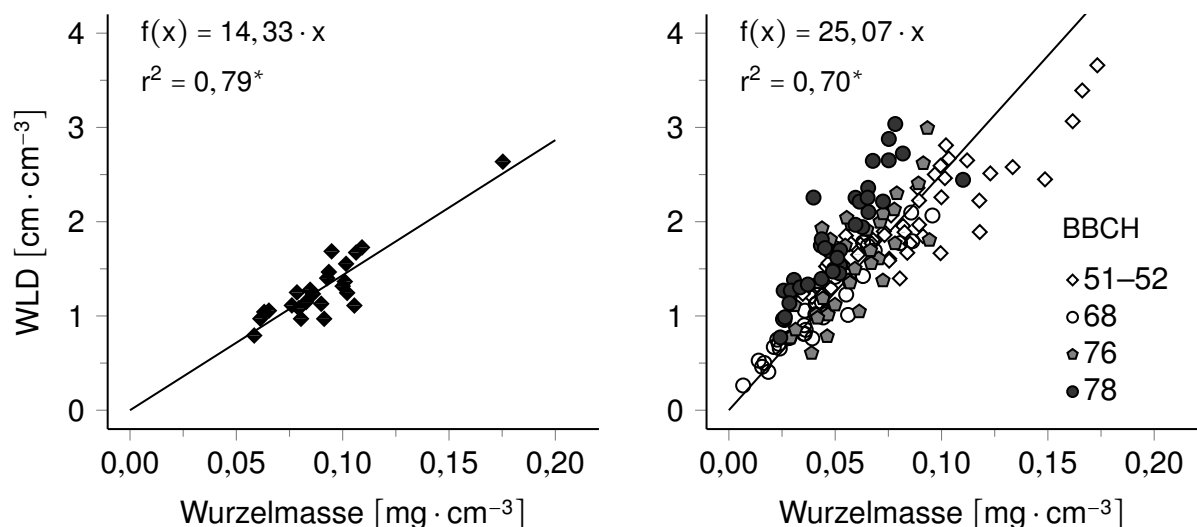 f(x) = 14,33 · x
r² = 0,79*
WLD [cm · cm⁻³]
4
3
2
1
0
0,00 0,05 0,10 0,15 0,20
Wurzelmasse [mg · cm⁻³]
f(x) = 25,07 · x
r² = 0,70*
4
3
2
1
0
BBCH
51–52
68
76
78
0,00 0,05 0,10 0,15 0,20
Wurzelmasse [mg · cm⁻³]